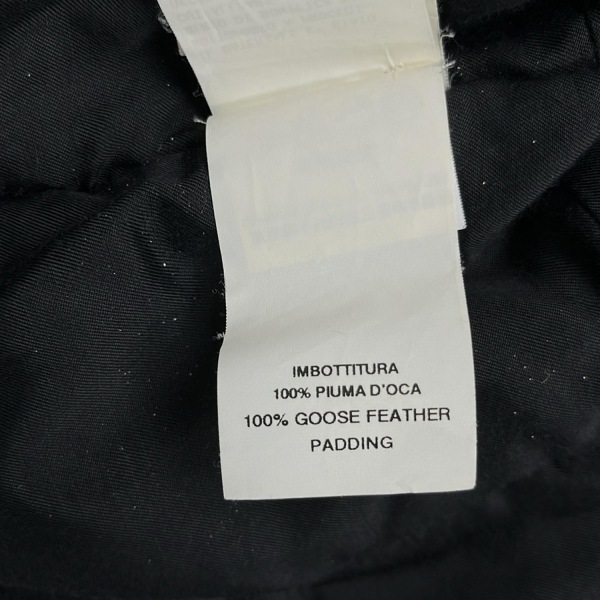 IMBOTTITURA
100% PIUMA D'OCA
100% GOOSE FEATHER
PADDING